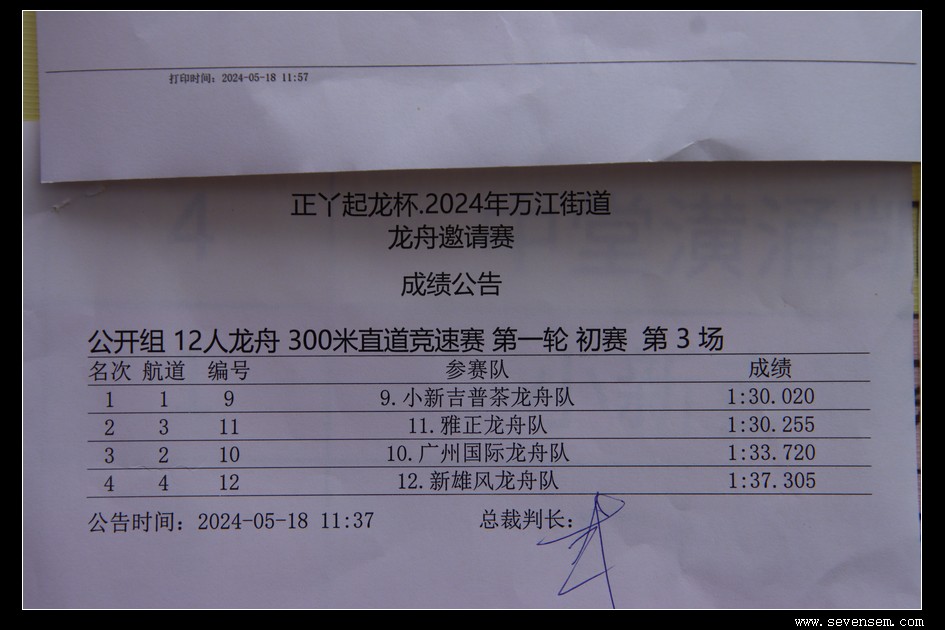 打印时间: 2024-05-18 11:57
正丫起龙杯.2024年万江街道
龙舟邀请赛
成绩公告
公开组 12人龙舟 300米直道竞速赛 第一轮 初赛 第 3 场
名次 航道 编号 参赛队 成绩
1 1 9 9.小新吉普茶龙舟队 1:30.020
2 3 11 11.雅正龙舟队 1:30.255
3 2 10 10.广州国际龙舟队 1:33.720
4 4 12 12.新雄风龙舟队 1:37.305
公告时间: 2024-05-18 11:37 总裁判长:
www.sevensem.com